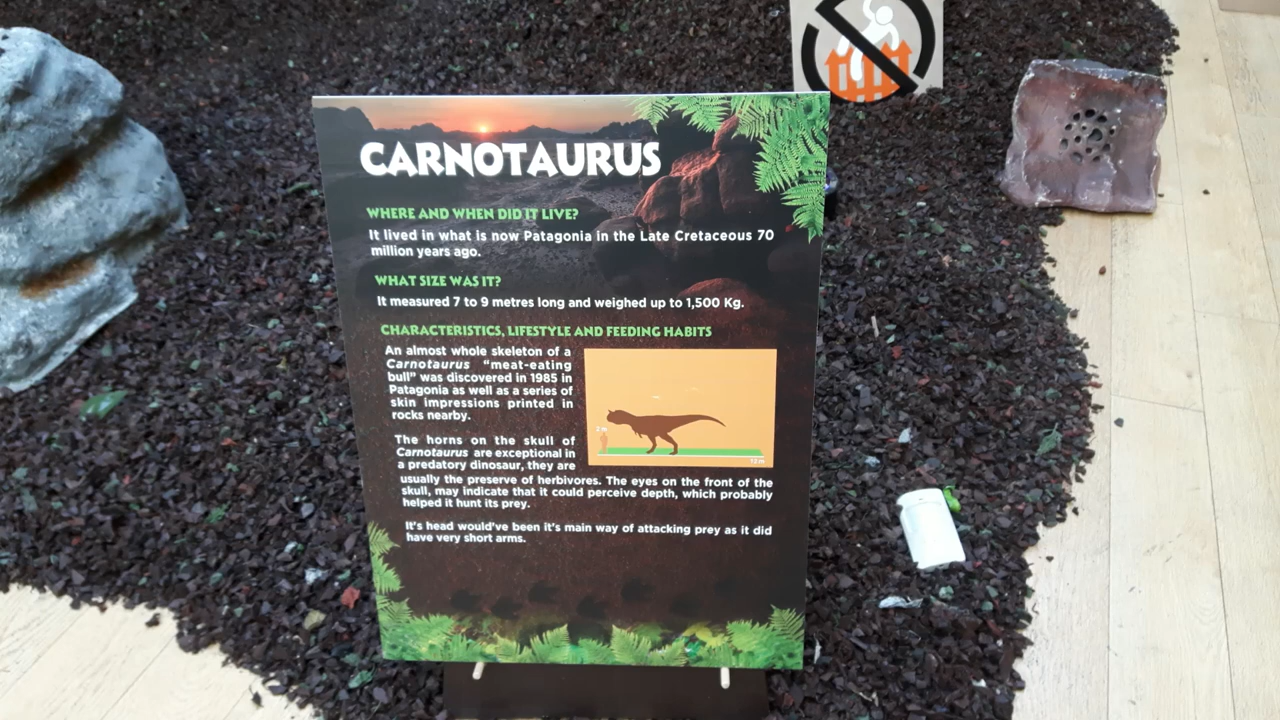 CARNOTAURUS
WHERE AND WHEN DID IT LIVE?
It lived in what is now Patagonia in the Late Cretaceous 70
million years ago.
WHAT SIZE WAS IT?
It measured 7 to 9 metres long and weighed up to 1,500 Kg.
CHARACTERISTICS, LIFESTYLE AND FEEDING HABITS
An almost whole skeleton of a
Carnotaurus "meat-eating
bull" was discovered in 1985 in
Patagonia as well as a series of
skin impressions printed in
rocks nearby.
The horns on the skull of
Carnotaurus are exceptional in
a predatory dinosaur, they are
usually the preserve of herbivores. The eyes on the front of the
skull, may indicate that it could perceive depth, which probably
helped it hunt its prey.
It's head would've been it's main way of attacking prey as it did
have very short arms.